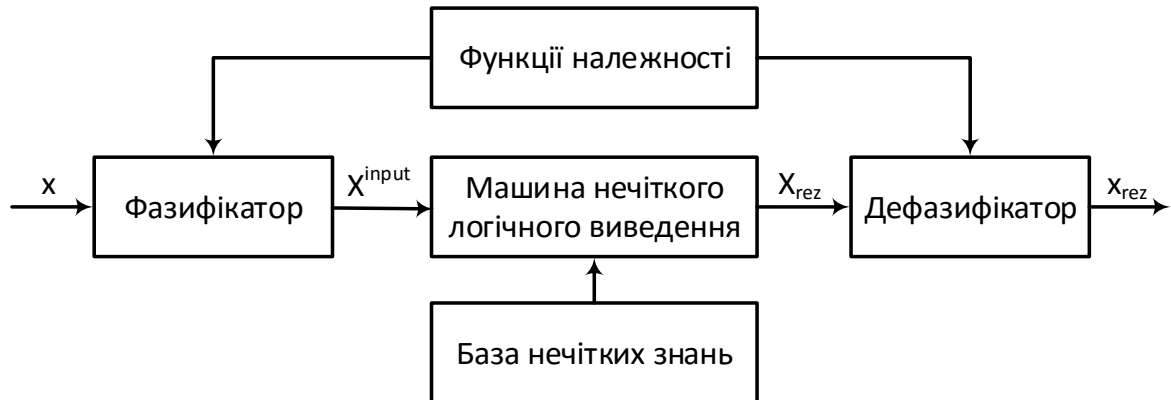 Функції належності
x
Фазифікатор
X^input
Машина нечіткого
логічного виведення
X_rez
Дефазифікатор
x_rez
База нечітких знань